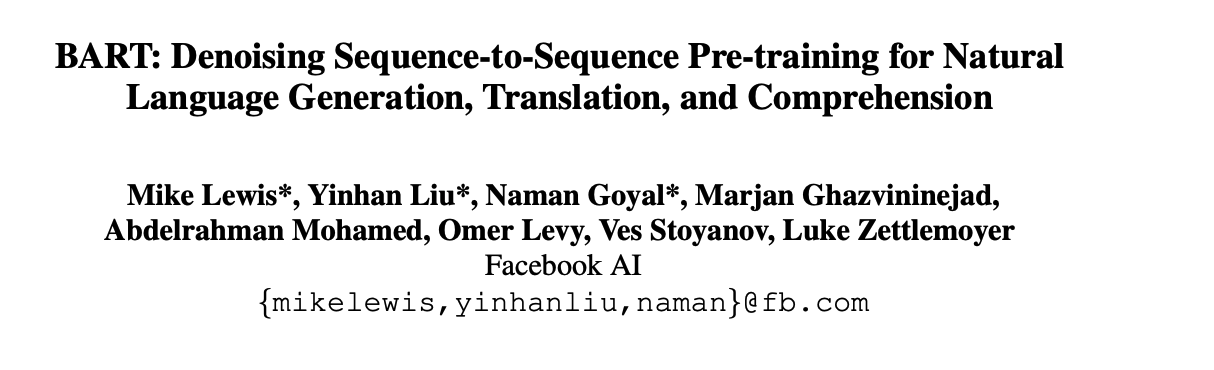 BART: Denoising Sequence-to-Sequence Pre-training for Natural
Language Generation, Translation, and Comprehension
Mike Lewis*, Yinhan Liu*, Naman Goyal*, Marjan Ghazvininejad,
Abdelrahman Mohamed, Omer Levy, Ves Stoyanov, Luke Zettlemoyer
Facebook AI
{mikelewis,yinhanliu,naman}@fb.com